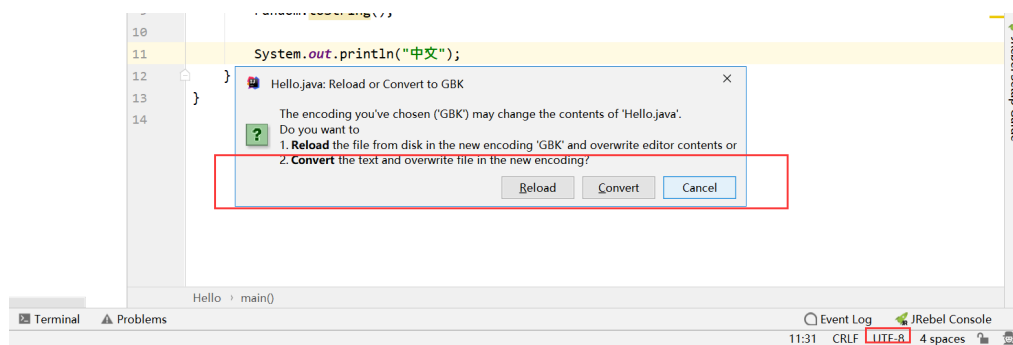 10
11 System.out.println("中文");
12 }
13 }
14
Hello.java: Reload or Convert to GBK
The encoding you've chosen ('GBK') may change the contents of 'Hello.java'.
Do you want to
1. Reload the file from disk in the new encoding 'GBK' and overwrite editor contents or
2. Convert the text and overwrite file in the new encoding?
Reload Convert Cancel
Hello › main()
Terminal Problems Event Log JRebel Console
11:31 CRLF UTF-8 4 spaces